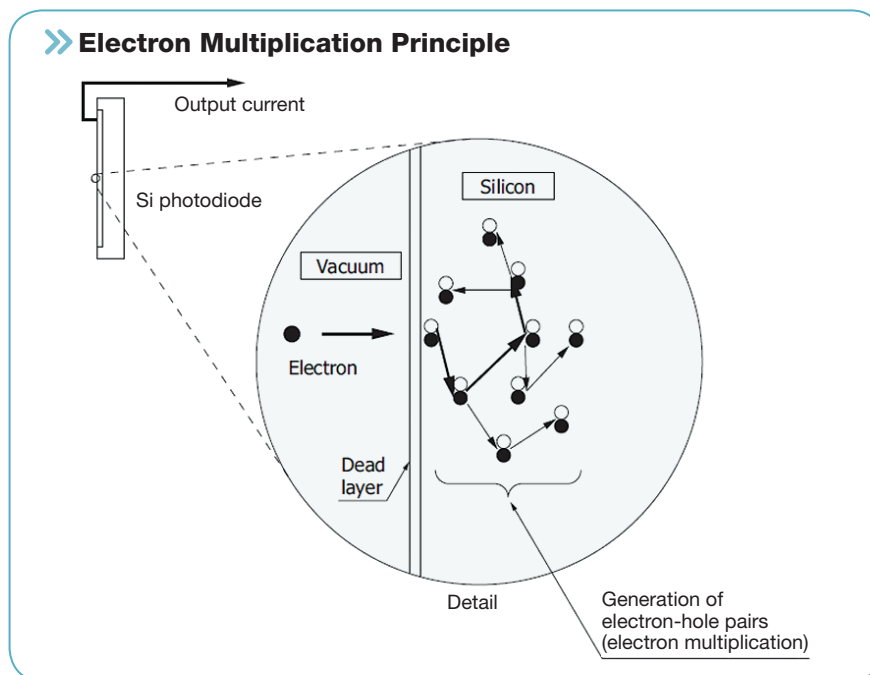 Electron Multiplication Principle
Output current
Si photodiode
Silicon
Vacuum
Electron
Dead
layer
Detail
Generation of
electron-hole pairs
(electron multiplication)